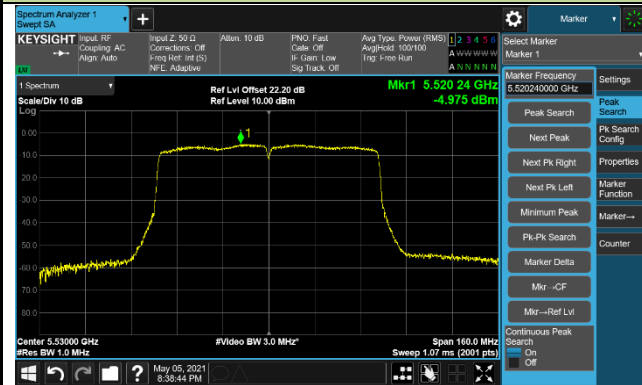 Spectrum Analyzer 1
Swept SA
Marker
KEYSIGHT
Input: RF
Coupling: AC
Align: Auto
Input Z: 50 Ω
Corrections: Off
Freq Ref: Int (S)
NFE: Adaptive
Atten: 10 dB
PNO: Fast
Gate: Off
IF Gain: Low
Sig Track: Off
Avg Type: Power (RMS)
Avg|Hold: 100/100
Trig: Free Run
1 2 3 4 5 6
A W W W W W
A N N N N N
Select Marker
Marker 1
LXI
1 Spectrum
Scale/Div 10 dB
Ref Lvl Offset 22.20 dB
Ref Level 10.00 dBm
Mkr1 5.520 24 GHz
-4.975 dBm
Log
0.00
-10.0
-20.0
-30.0
-40.0
-50.0
-60.0
-70.0
-80.0
1
Center 5.53000 GHz
#Res BW 1.0 MHz
#Video BW 3.0 MHz*
Span 160.0 MHz
Sweep 1.07 ms (2001 pts)
Marker Frequency
5.520240000 GHz
Peak Search
Next Peak
Next Pk Right
Next Pk Left
Minimum Peak
Pk-Pk Search
Marker Delta
Mkr→CF
Mkr→Ref Lvl
Continuous Peak
Search
On
Off
Settings
Peak
Search
Pk Search
Config
Properties
Marker
Function
Marker→
Counter
May 05, 2021
8:38:44 PM